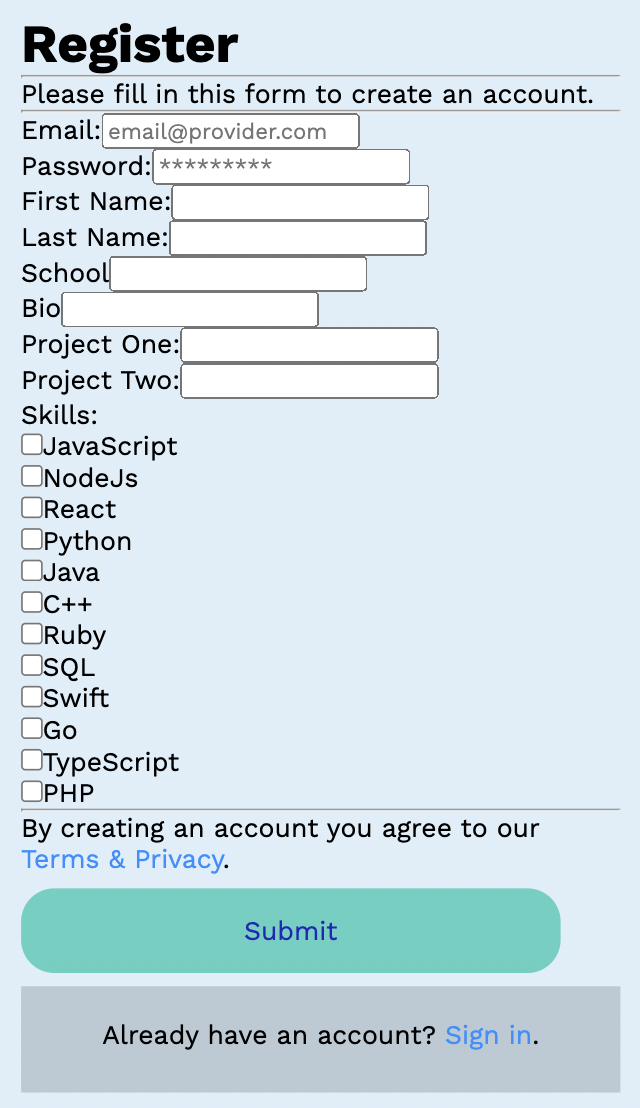 Register
Please fill in this form to create an account.
Email: email@provider.com
Password: *********
First Name:
Last Name:
School
Bio
Project One:
Project Two:
Skills:
JavaScript
NodeJs
React
Python
Java
C++
Ruby
SQL
Swift
Go
TypeScript
PHP
By creating an account you agree to our
Terms & Privacy.
Submit
Already have an account? Sign in.